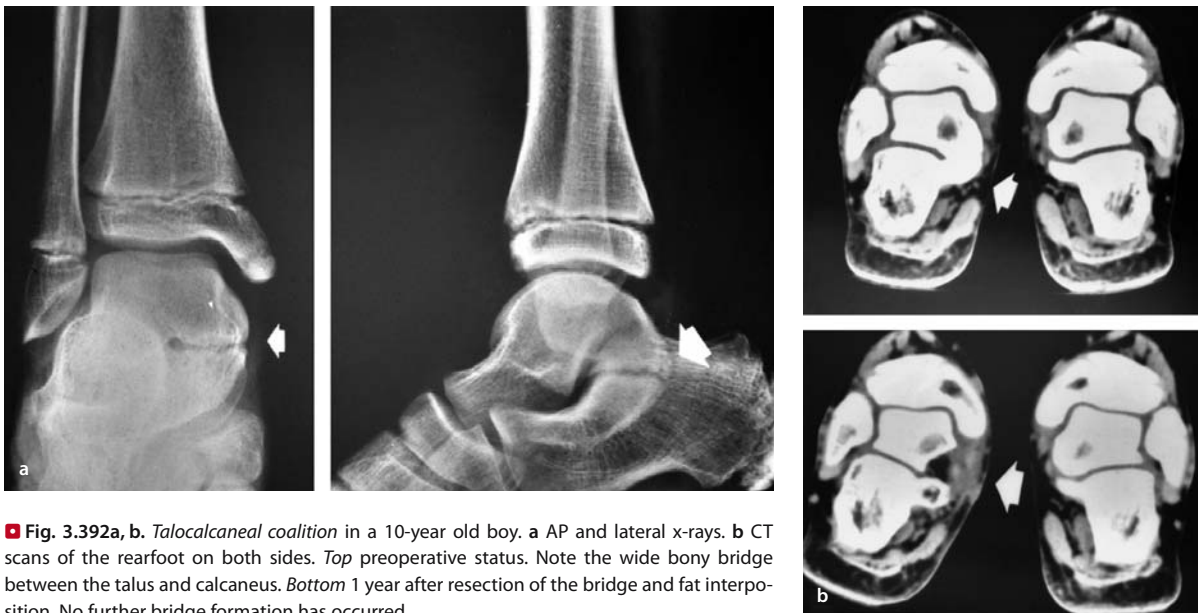 a
b
Fig. 3.392a, b. Talocalcaneal coalition in a 10-year old boy. a AP and lateral x-rays. b CT
scans of the rearfoot on both sides. Top preoperative status. Note the wide bony bridge
between the talus and calcaneus. Bottom 1 year after resection of the bridge and fat interpo-
sition. No further bridge formation has occurred